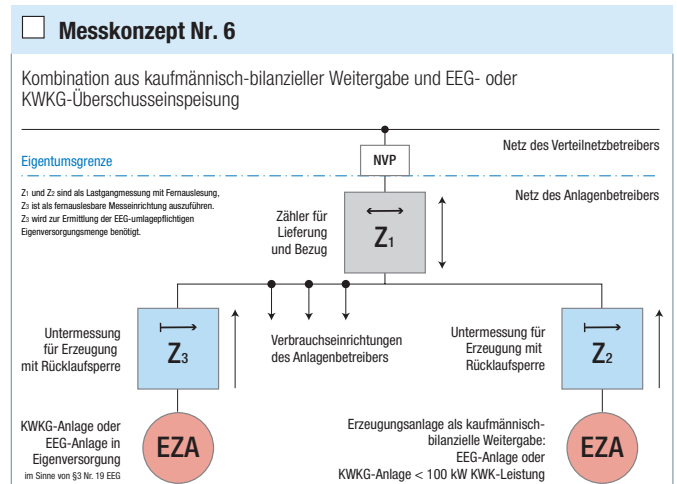 Messkonzept Nr. 6
Kombination aus kaufmännisch-bilanzieller Weitergabe und EEG- oder
KWKG-Überschusseinspeisung
Netz des Verteilnetzbetreibers
Eigentumsgrenze
NVP
Z1 und Z2 sind als Lastgangmessung mit Fernauslesung,
Z3 ist als fernauslesbare Messeinrichtung auszuführen.
Z3 wird zur Ermittlung der EEG-umlagepflichtigen
Eigenversorgungsmenge benötigt.
Netz des Anlagenbetreibers
Zähler für
Lieferung
und Bezug
Z1
Untermessung
für Erzeugung
mit Rücklaufsperre
Z3
Verbrauchseinrichtungen
des Anlagenbetreibers
Untermessung für
Erzeugung mit
Rücklaufsperre
Z2
KWKG-Anlage oder
EEG-Anlage in
Eigenversorgung
im Sinne von §3 Nr. 19 EEG
EZA
Erzeugungsanlage als kaufmännisch-
bilanzielle Weitergabe:
EEG-Anlage oder
KWKG-Anlage < 100 kW KWK-Leistung
EZA